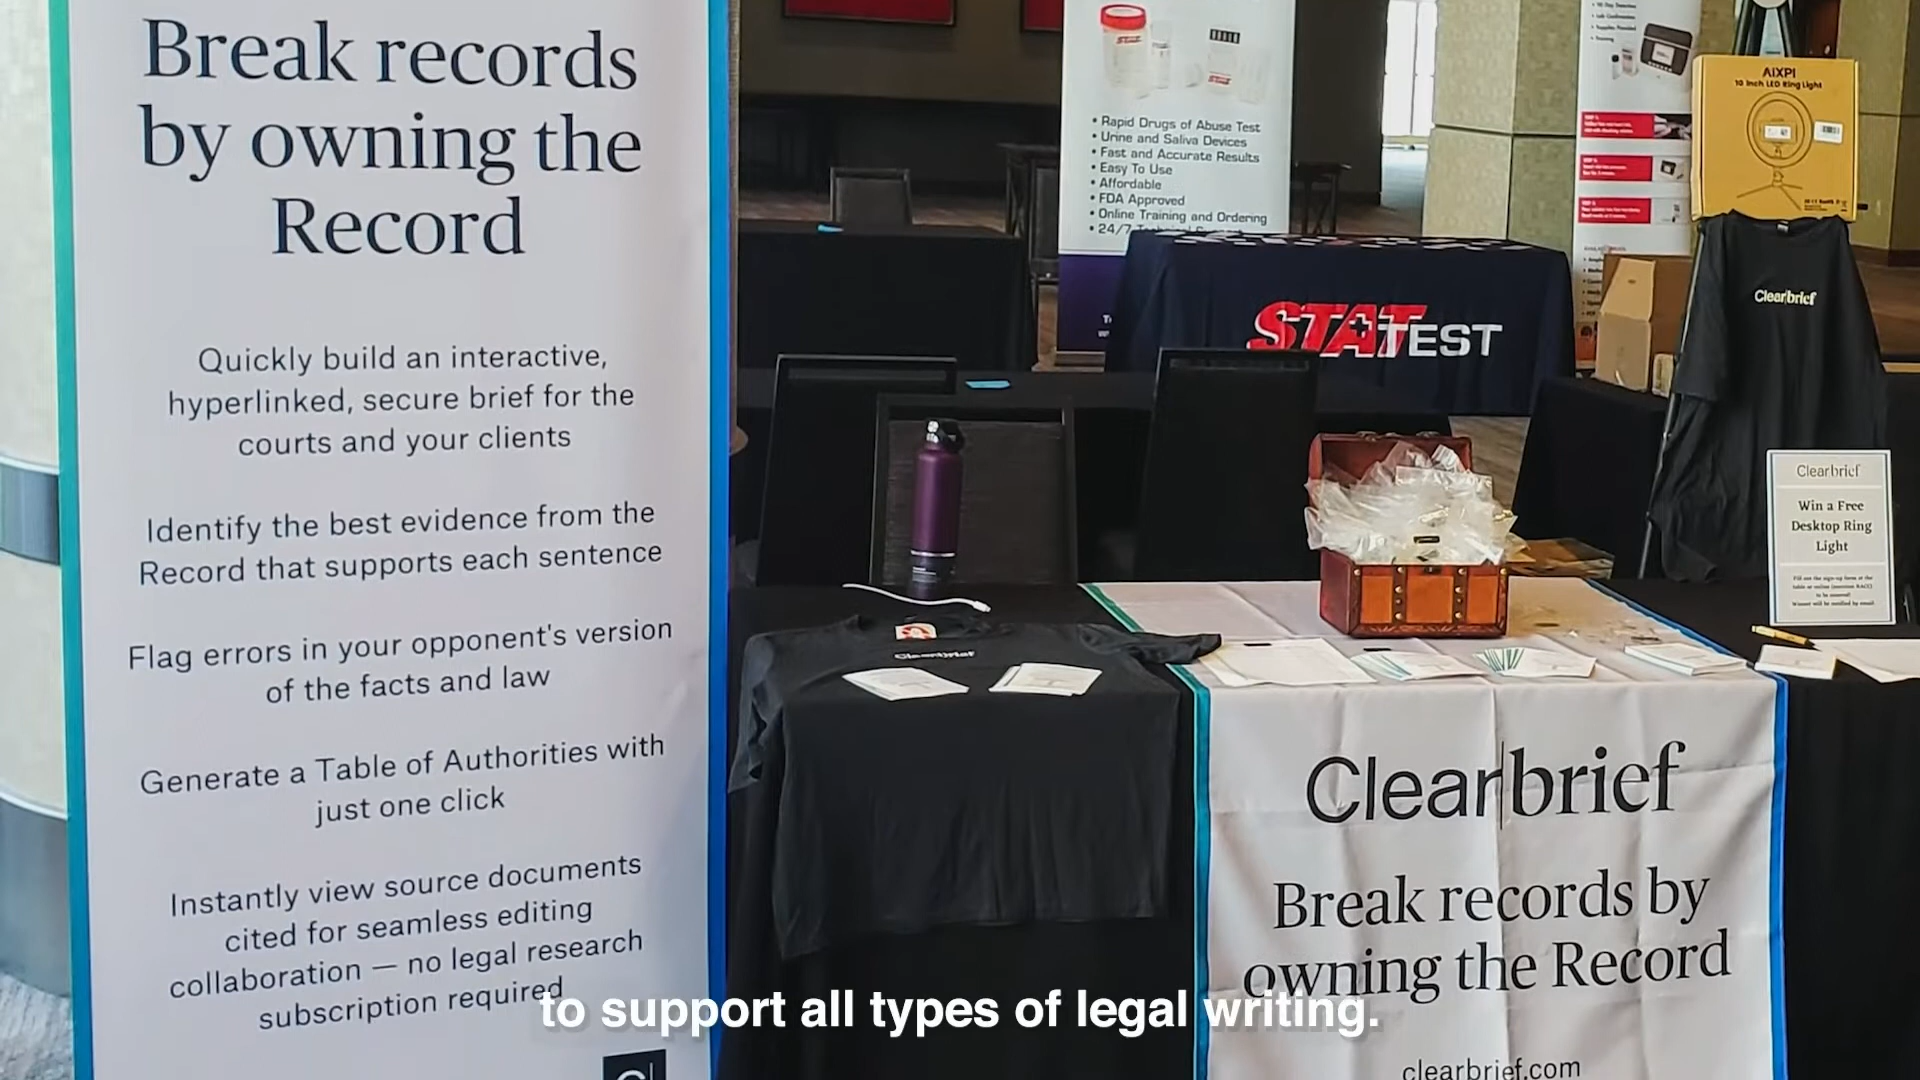 Break records
by owning the
Record
Quickly build an interactive,
hyperlinked, secure brief for the
courts and your clients
Identify the best evidence from the
Record that supports each sentence
Flag errors in your opponent's version
of the facts and law
Generate a Table of Authorities with
just one click
Instantly view source documents
cited for seamless editing
collaboration — no legal research
subscription required
• Rapid Drugs of Abuse Test
• Urine and Saliva Devices
• Fast and Accurate Results
• Easy To Use
• Affordable
• FDA Approved
• Online Training and Ordering
• 24/7 Technical
STAT TEST
AIXPI
10 Inch LED Ring Light
Clearbrief
Clearbrief
Win a Free
Desktop Ring
Light
Clearbrief
Clearbrief
Break records by
owning the Record
clearbrief.com
to support all types of legal writing.